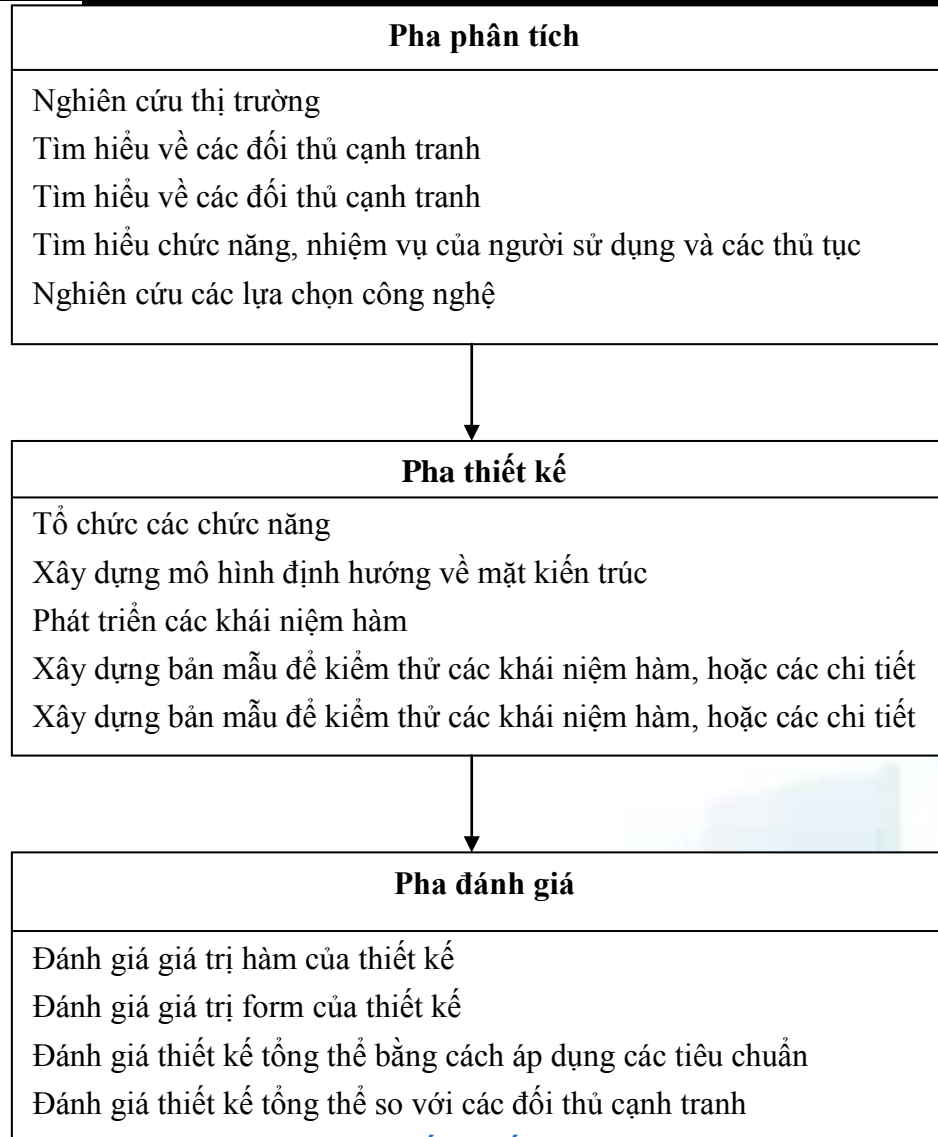 Pha phân tích
Nghiên cứu thị trường
Tìm hiểu về các đối thủ cạnh tranh
Tìm hiểu về các đối thủ cạnh tranh
Tìm hiểu chức năng, nhiệm vụ của người sử dụng và các thủ tục
Nghiên cứu các lựa chọn công nghệ
Pha thiết kế
Tổ chức các chức năng
Xây dựng mô hình định hướng về mặt kiến trúc
Phát triển các khái niệm hàm
Xây dựng bản mẫu để kiểm thử các khái niệm hàm, hoặc các chi tiết
Xây dựng bản mẫu để kiểm thử các khái niệm hàm, hoặc các chi tiết
Pha đánh giá
Đánh giá giá trị hàm của thiết kế
Đánh giá giá trị form của thiết kế
Đánh giá thiết kế tổng thể bằng cách áp dụng các tiêu chuẩn
Đánh giá thiết kế tổng thể so với các đối thủ cạnh tranh